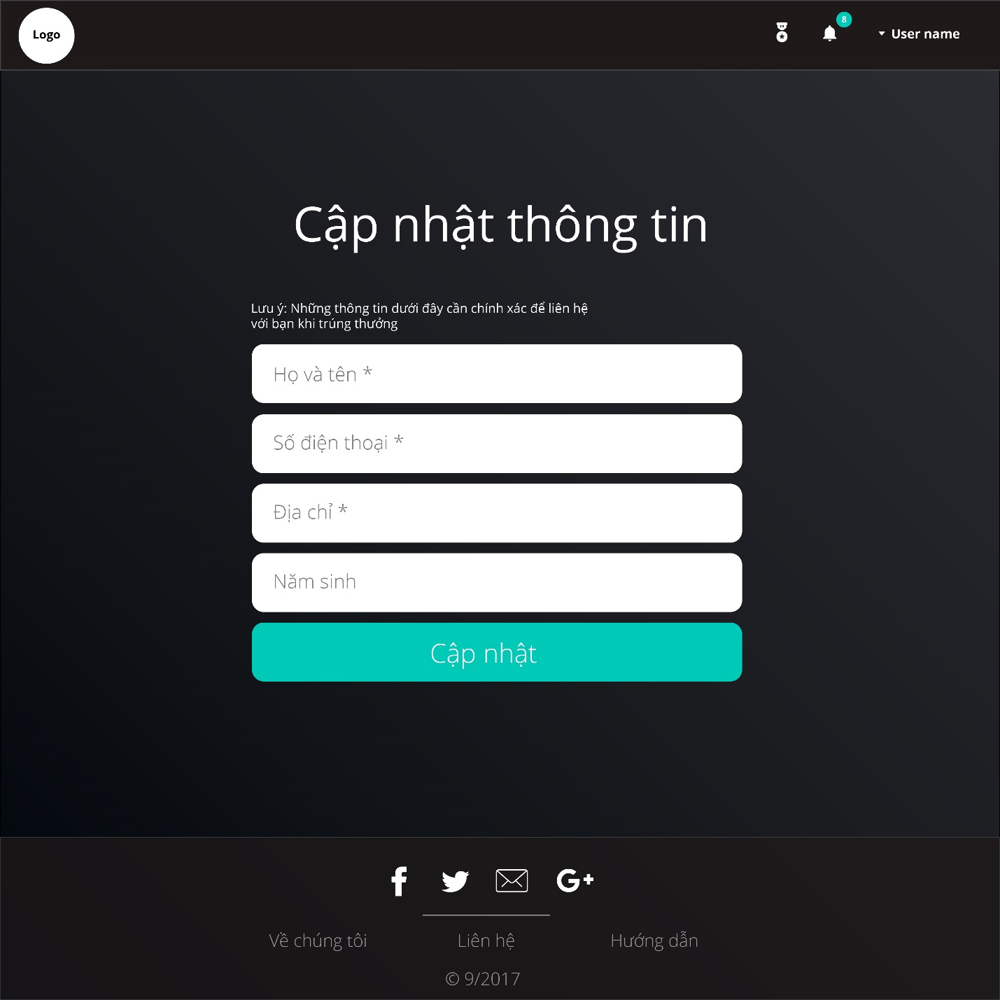 Logo
8
User name
Cập nhật thông tin
Lưu ý: Những thông tin dưới đây cần chính xác để liên hệ
với bạn khi trúng thưởng
Họ và tên *
Số điện thoại *
Địa chỉ *
Năm sinh
Cập nhật
Về chúng tôi
Liên hệ
Hướng dẫn
© 9/2017